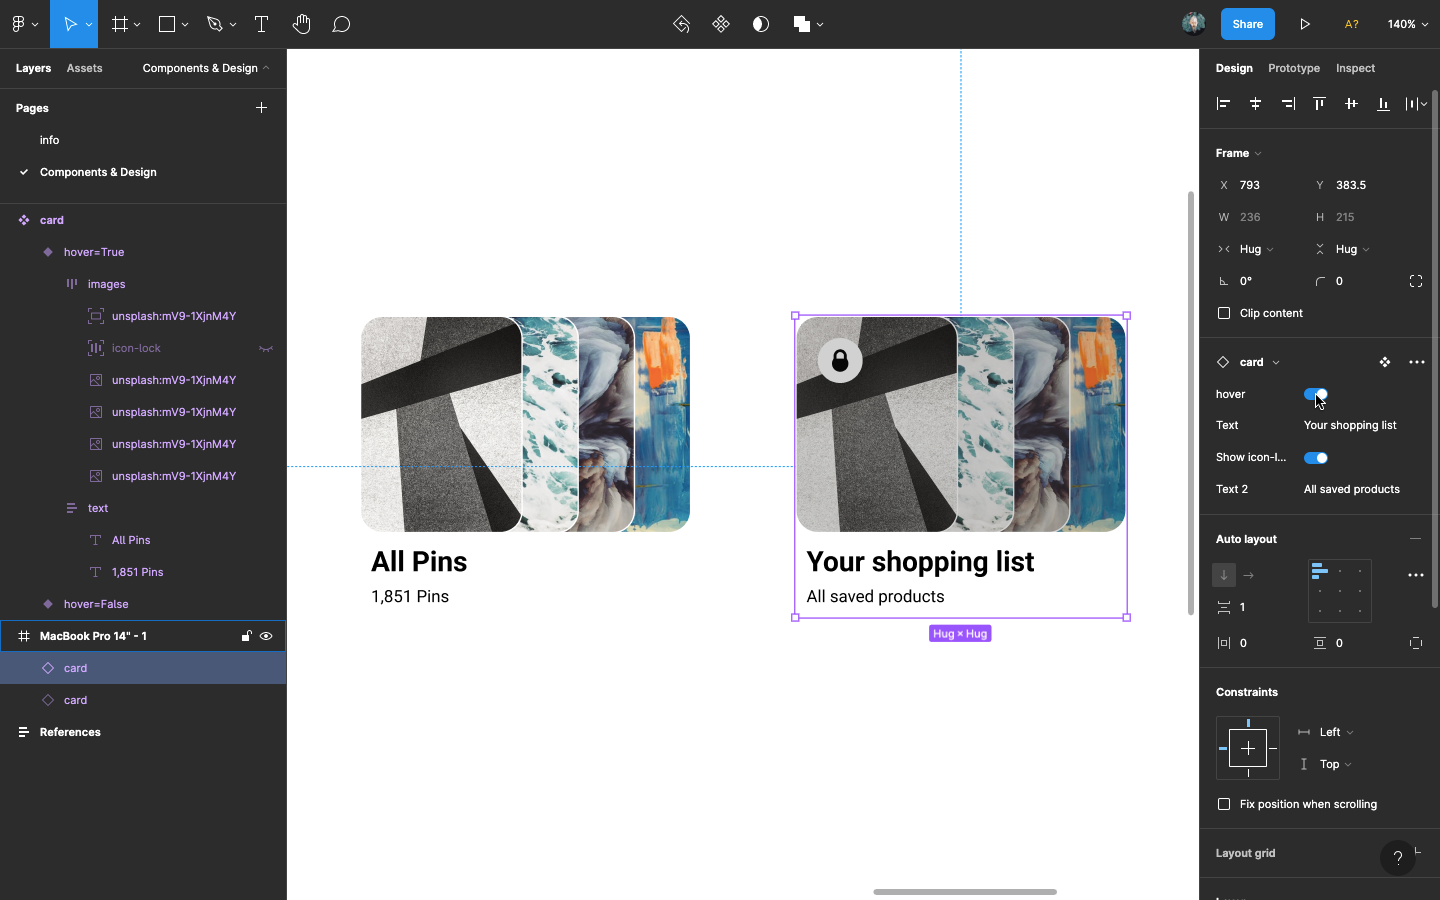 Share
A?
140%
Layers
Assets
Components & Design
Design
Prototype
Inspect
Pages
info
Components & Design
card
hover=True
images
unsplash:mV9-1XjnM4Y
icon-lock
unsplash:mV9-1XjnM4Y
unsplash:mV9-1XjnM4Y
unsplash:mV9-1XjnM4Y
unsplash:mV9-1XjnM4Y
text
All Pins
1,851 Pins
hover=False
MacBook Pro 14" - 1
card
card
References
All Pins
1,851 Pins
Your shopping list
All saved products
Hug × Hug
Frame
X 793 Y 383.5
W 236 H 215
Hug Hug
0° 0
Clip content
card
hover
Text Your shopping list
Show icon-l...
Text 2 All saved products
Auto layout
1
0 0
Constraints
Left
Top
Fix position when scrolling
Layout grid
?